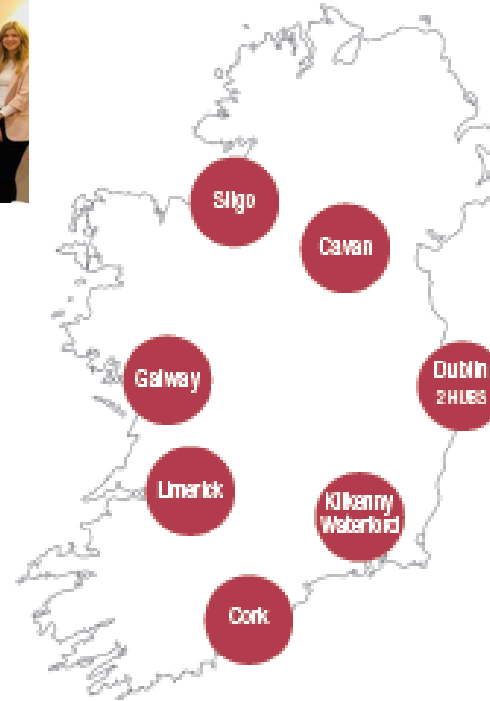 Sligo
Cavan
Galway
Dublin
2 HUBS
Limerick
Kilkenny
Waterford
Cork